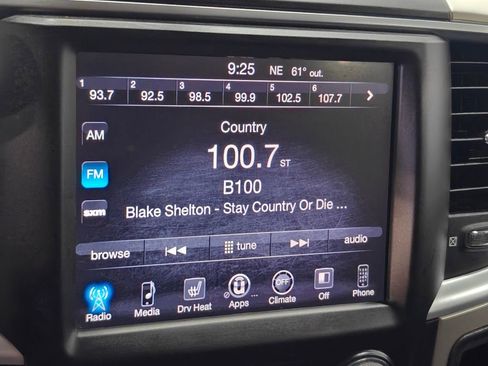 9:25 NE 61° out.
1 2 3 4 5 6
93.7 92.5 98.5 99.9 102.5 107.7
AM
Country
100.7 ST
FM
B100
sxm
Blake Shelton - Stay Country Or Die ...
browse tune audio
OFF
Radio Media Drv Heat Apps ... Climate Off Phone